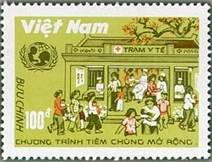 Việt Nam
TRẠM Y TẾ
BƯU CHÍNH
100đ
CHƯƠNG TRÌNH TIÊM CHỦNG MỞ RỘNG